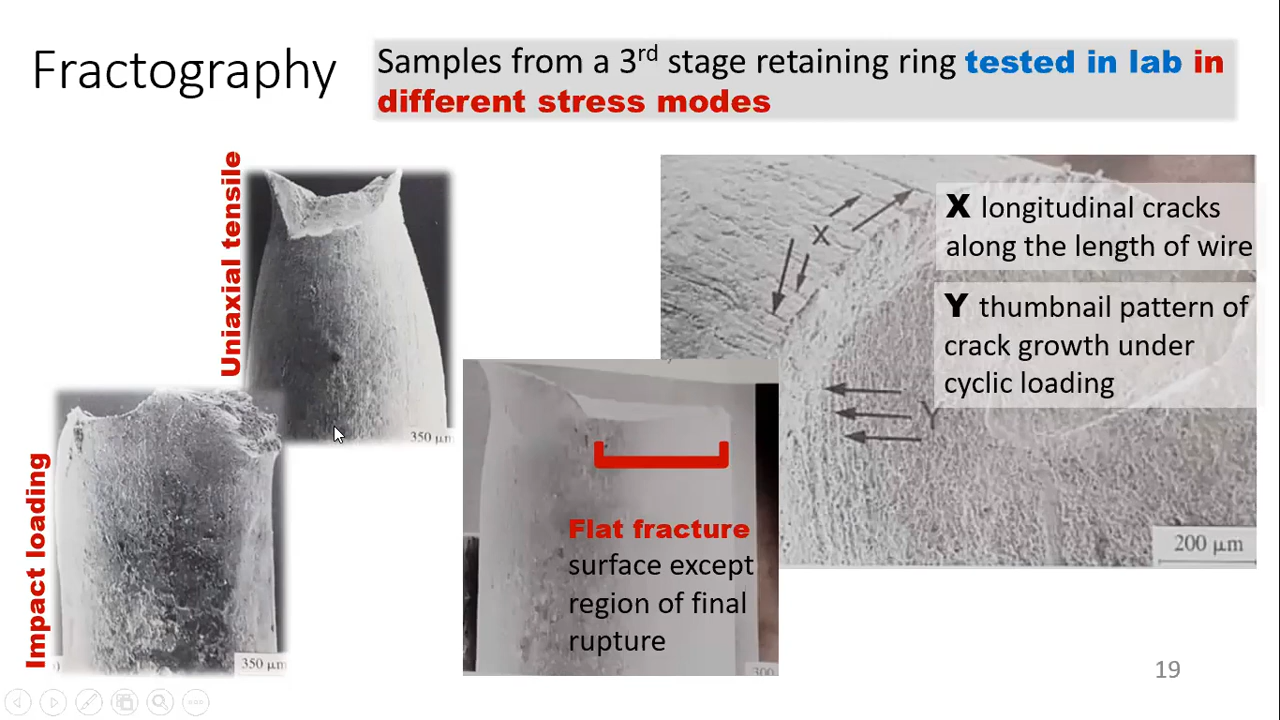 Fractography
Samples from a 3rd stage retaining ring tested in lab in
different stress modes
Uniaxial tensile
350 µm
Impact loading
350 µm
Flat fracture
surface except
region of final
rupture
300
X
Y
X longitudinal cracks
along the length of wire
Y thumbnail pattern of
crack growth under
cyclic loading
200 µm
19